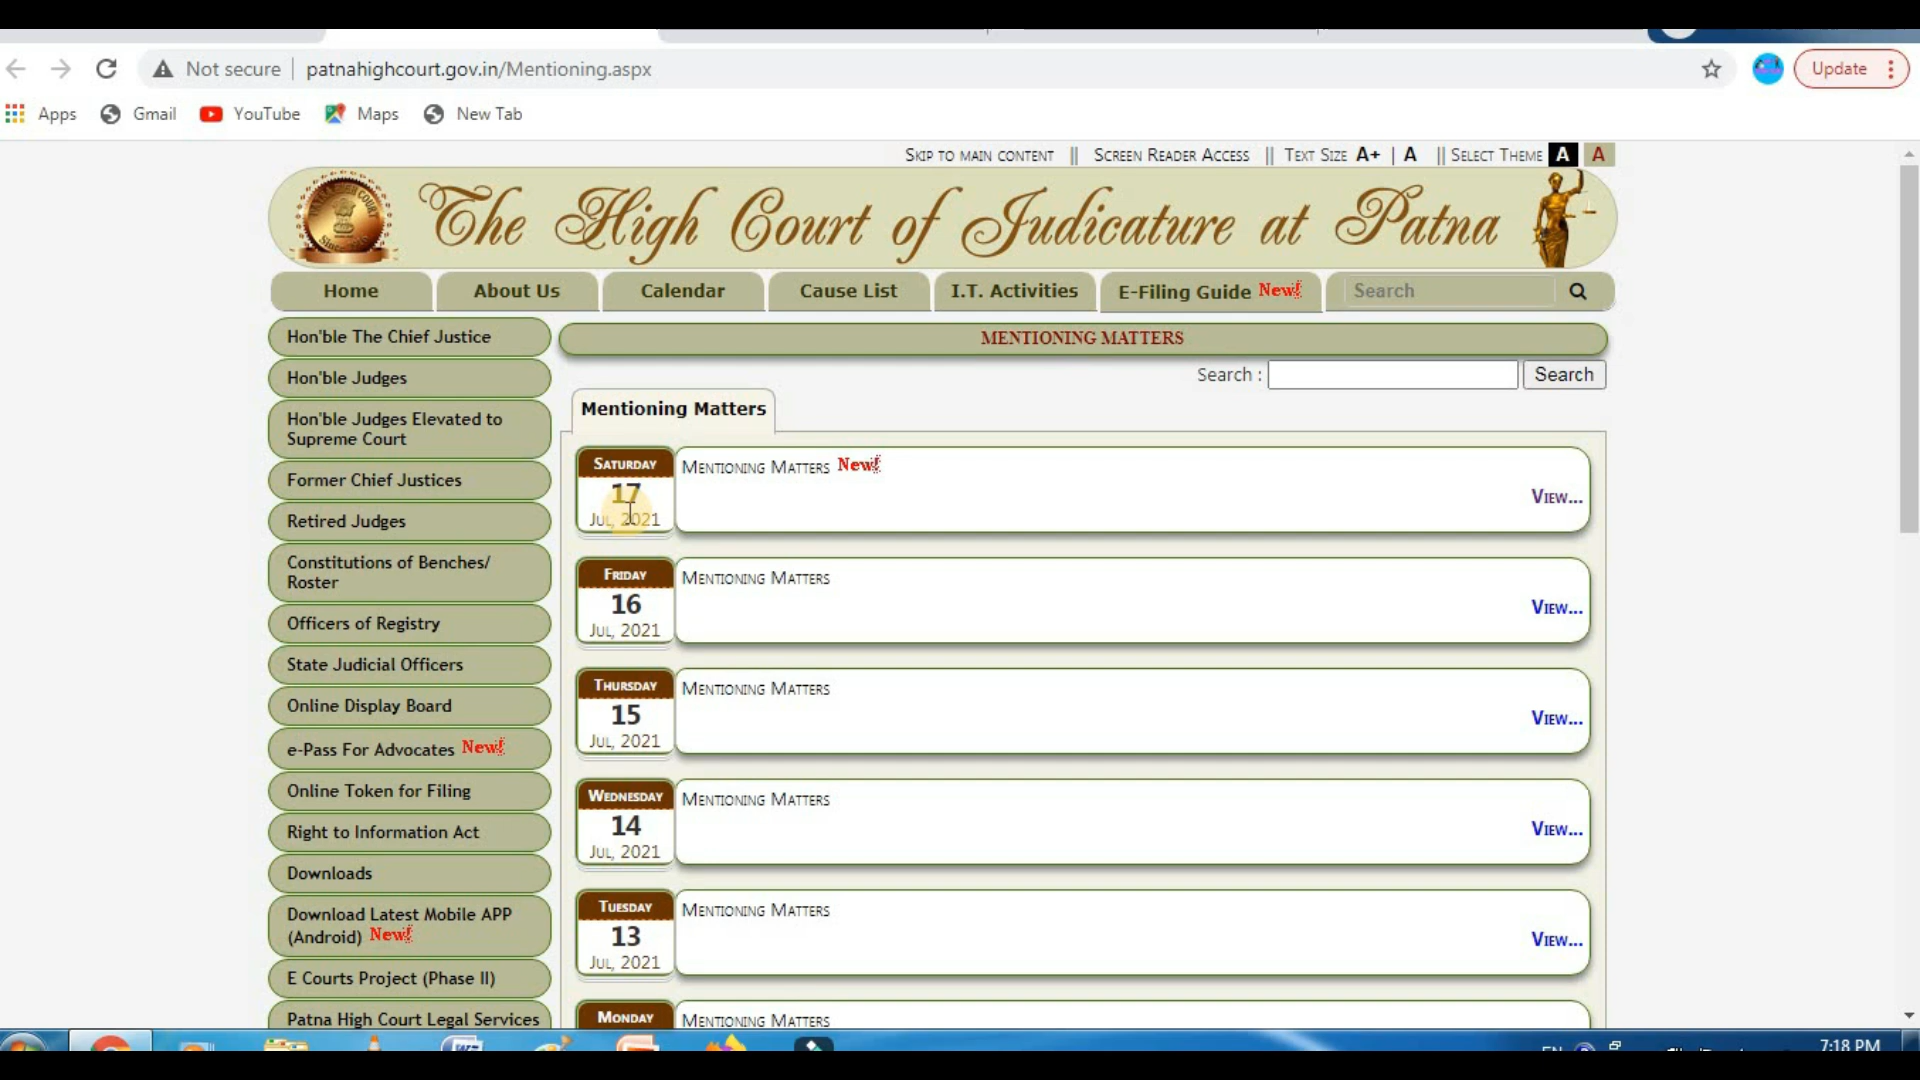 Not secure | patnahighcourt.gov.in/Mentioning.aspx
Update
Apps Gmail YouTube Maps New Tab
SKIP TO MAIN CONTENT || SCREEN READER ACCESS || TEXT SIZE A+ | A || SELECT THEME A A
The High Court of Judicature at Patna
Home About Us Calendar Cause List I.T. Activities E-Filing Guide New! Search
Hon'ble The Chief Justice
Hon'ble Judges
Hon'ble Judges Elevated to
Supreme Court
Former Chief Justices
Retired Judges
Constitutions of Benches/
Roster
Officers of Registry
State Judicial Officers
Online Display Board
e-Pass For Advocates New!
Online Token for Filing
Right to Information Act
Downloads
Download Latest Mobile APP
(Android) New!
E Courts Project (Phase II)
Patna High Court Legal Services
MENTIONING MATTERS
Search : Search
Mentioning Matters
SATURDAY
17
JUL, 2021
MENTIONING MATTERS New!
VIEW...
FRIDAY
16
JUL, 2021
MENTIONING MATTERS
VIEW...
THURSDAY
15
JUL, 2021
MENTIONING MATTERS
VIEW...
WEDNESDAY
14
JUL, 2021
MENTIONING MATTERS
VIEW...
TUESDAY
13
JUL, 2021
MENTIONING MATTERS
VIEW...
MONDAY
MENTIONING MATTERS
7:18 PM